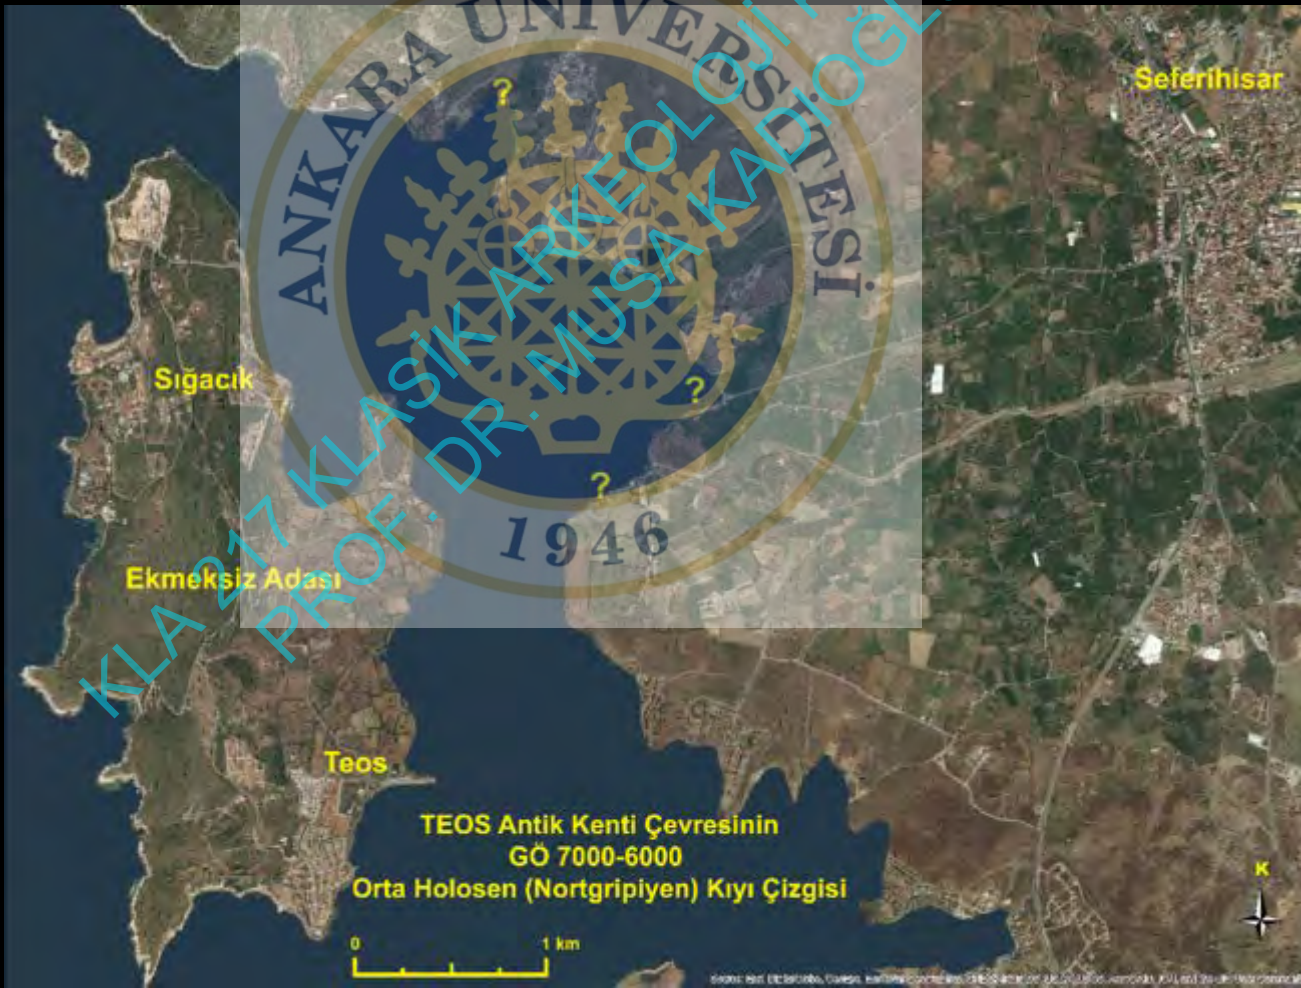 ANKARA ÜNİVERSİTESİ
?
Seferihisar
Sığacık
?
?
1946
KLA 217 KLASİK ARKEOLOJİ
PROF. DR. MUSA KADIOĞL
Ekmeksiz Adası
Teos
TEOS Antik Kenti Çevresinin
GÖ 7000-6000
Orta Holosen (Nortgripiyen) Kıyı Çizgisi
0 1 km
K